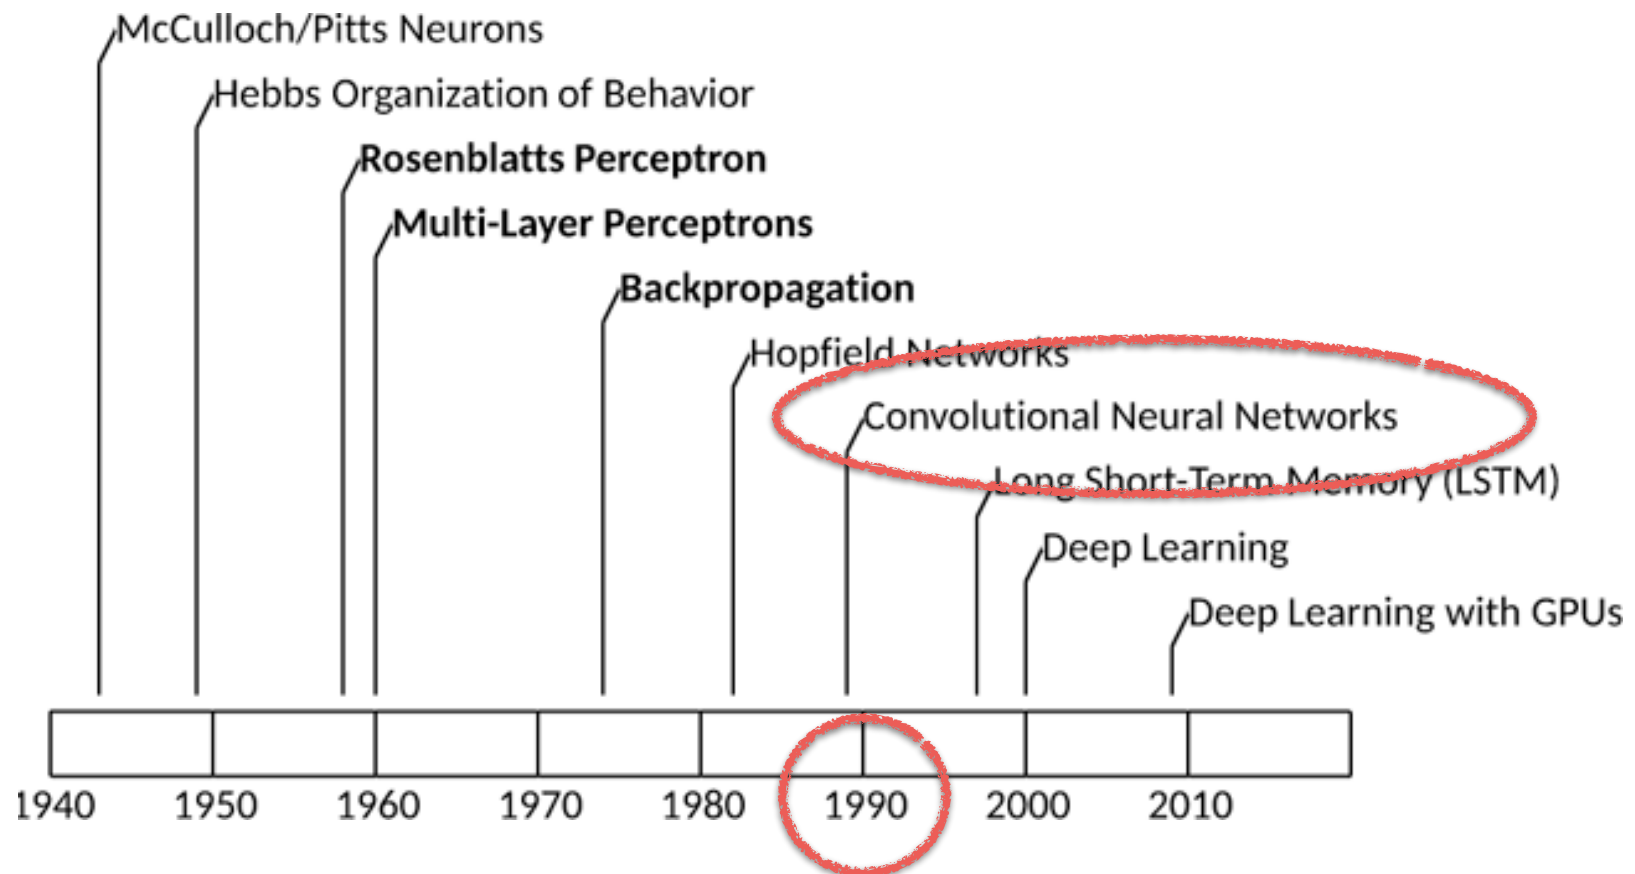 McCulloch/Pitts Neurons
Hebbs Organization of Behavior
Rosenblatts Perceptron
Multi-Layer Perceptrons
Backpropagation
Hopfield Networks
Convolutional Neural Networks
Long Short-Term Memory (LSTM)
Deep Learning
Deep Learning with GPUs
1940 1950 1960 1970 1980 1990 2000 2010